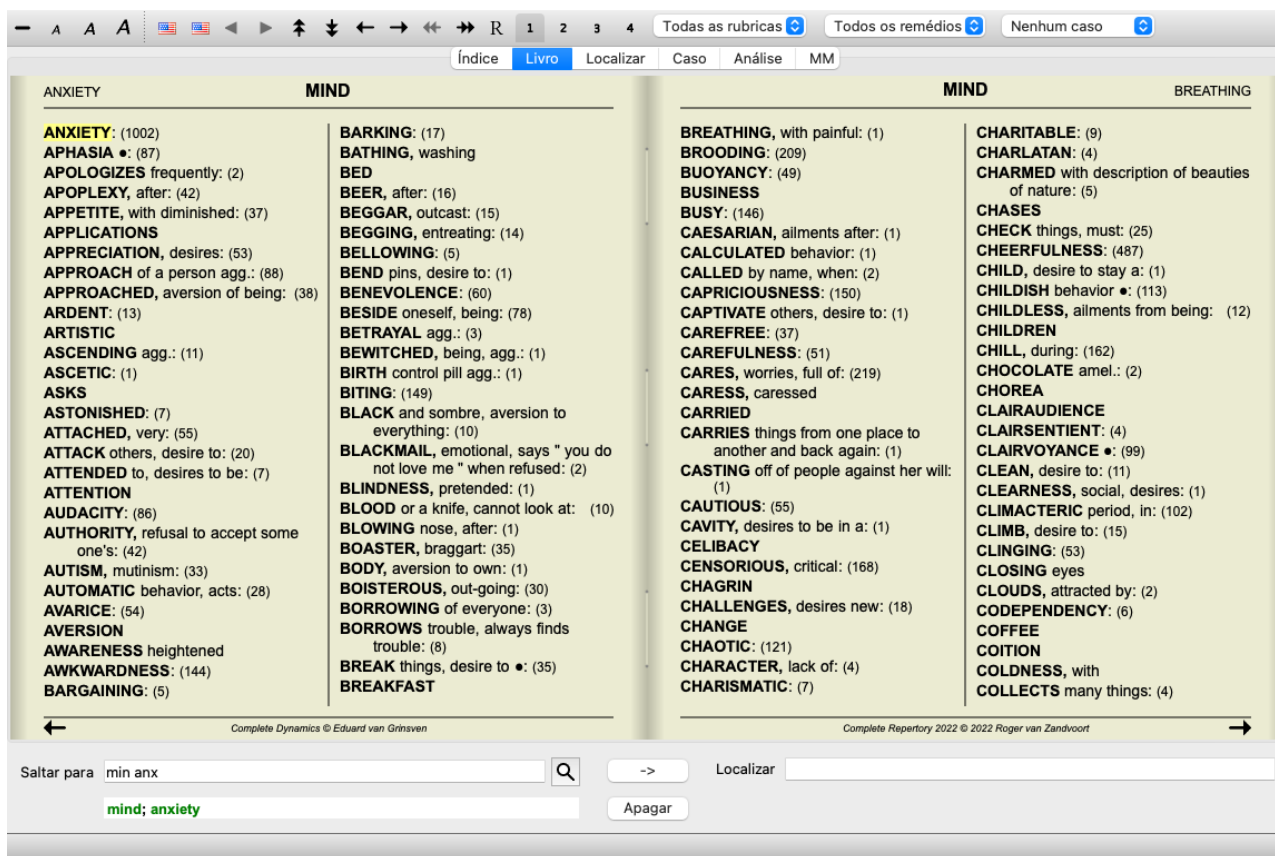 A A A R 1 2 3 4 Todas as rubricas Todos os remédios Nenhum caso
Índice Livro Localizar Caso Análise MM
ANXIETY MIND
ANXIETY: (1002)
APHASIA ●: (87)
APOLOGIZES frequently: (2)
APOPLEXY, after: (42)
APPETITE, with diminished: (37)
APPLICATIONS
APPRECIATION, desires: (53)
APPROACH of a person agg.: (88)
APPROACHED, aversion of being: (38)
ARDENT: (13)
ARTISTIC
ASCENDING agg.: (11)
ASCETIC: (1)
ASKS
ASTONISHED: (7)
ATTACHED, very: (55)
ATTACK others, desire to: (20)
ATTENDED to, desires to be: (7)
ATTENTION
AUDACITY: (86)
AUTHORITY, refusal to accept some
one's: (42)
AUTISM, mutinism: (33)
AUTOMATIC behavior, acts: (28)
AVARICE: (54)
AVERSION
AWARENESS heightened
AWKWARDNESS: (144)
BARGAINING: (5)
BARKING: (17)
BATHING, washing
BED
BEER, after: (16)
BEGGAR, outcast: (15)
BEGGING, entreating: (14)
BELLOWING: (5)
BEND pins, desire to: (1)
BENEVOLENCE: (60)
BESIDE oneself, being: (78)
BETRAYAL agg.: (3)
BEWITCHED, being, agg.: (1)
BIRTH control pill agg.: (1)
BITING: (149)
BLACK and sombre, aversion to
everything: (10)
BLACKMAIL, emotional, says " you do
not love me " when refused: (2)
BLINDNESS, pretended: (1)
BLOOD or a knife, cannot look at: (10)
BLOWING nose, after: (1)
BOASTER, braggart: (35)
BODY, aversion to own: (1)
BOISTEROUS, out-going: (30)
BORROWING of everyone: (3)
BORROWS trouble, always finds
trouble: (8)
BREAK things, desire to ●: (35)
BREAKFAST
Complete Dynamics © Eduard van Grinsven
MIND BREATHING
BREATHING, with painful: (1)
BROODING: (209)
BUOYANCY: (49)
BUSINESS
BUSY: (146)
CAESARIAN, ailments after: (1)
CALCULATED behavior: (1)
CALLED by name, when: (2)
CAPRICIOUSNESS: (150)
CAPTIVATE others, desire to: (1)
CAREFREE: (37)
CAREFULNESS: (51)
CARES, worries, full of: (219)
CARESS, caressed
CARRIED
CARRIES things from one place to
another and back again: (1)
CASTING off of people against her will:
(1)
CAUTIOUS: (55)
CAVITY, desires to be in a: (1)
CELIBACY
CENSORIOUS, critical: (168)
CHAGRIN
CHALLENGES, desires new: (18)
CHANGE
CHAOTIC: (121)
CHARACTER, lack of: (4)
CHARISMATIC: (7)
CHARITABLE: (9)
CHARLATAN: (4)
CHARMED with description of beauties
of nature: (5)
CHASES
CHECK things, must: (25)
CHEERFULNESS: (487)
CHILD, desire to stay a: (1)
CHILDISH behavior ●: (113)
CHILDLESS, ailments from being: (12)
CHILDREN
CHILL, during: (162)
CHOCOLATE amel.: (2)
CHOREA
CLAIRAUDIENCE
CLAIRSENTIENT: (4)
CLAIRVOYANCE ●: (99)
CLEAN, desire to: (11)
CLEARNESS, social, desires: (1)
CLIMACTERIC period, in: (102)
CLIMB, desire to: (15)
CLINGING: (53)
CLOSING eyes
CLOUDS, attracted by: (2)
CODEPENDENCY: (6)
COFFEE
COITION
COLDNESS, with
COLLECTS many things: (4)
Complete Repertory 2022 © 2022 Roger van Zandvoort
Saltar para min anx -> Localizar
mind; anxiety Apagar